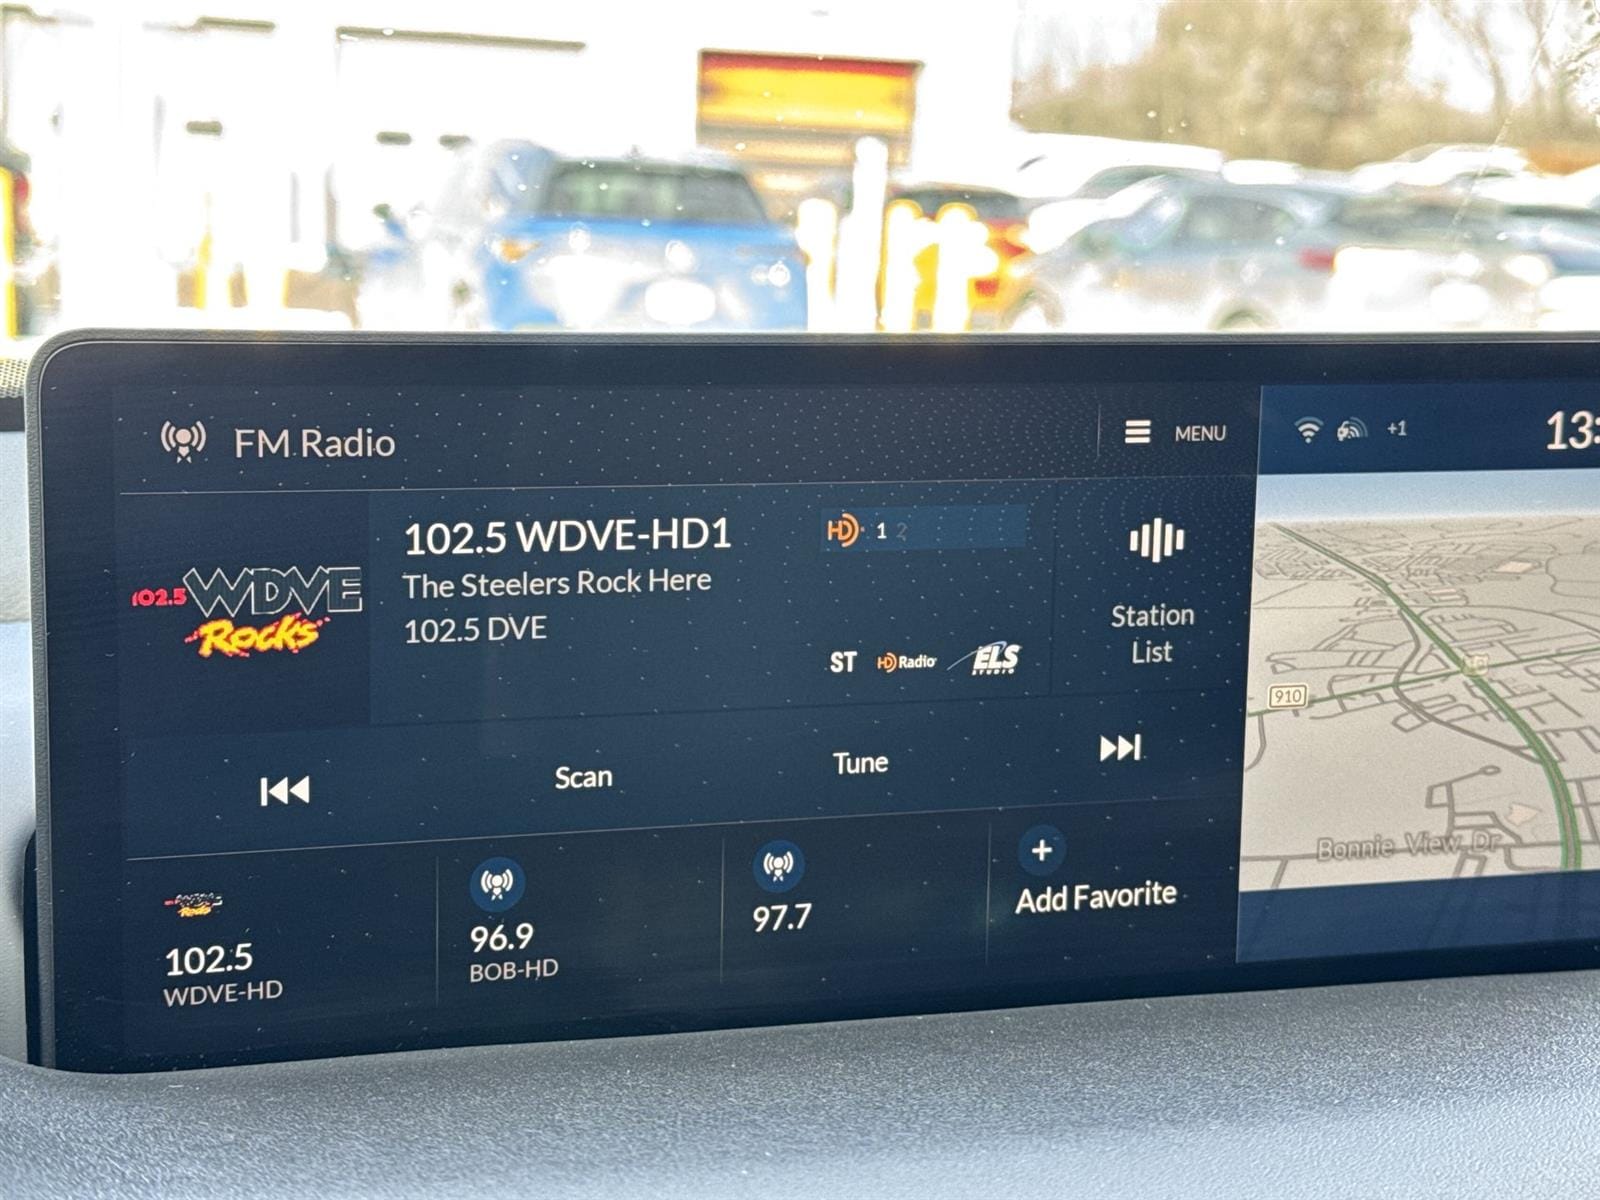 FM Radio
MENU
+1
13:
102.5 WDVE-HD1
HD 1 2
The Steelers Rock Here
102.5 DVE
102.5 WDVE
Rocks
ST HD Radio ELS
STUDIO
Station
List
910
Scan
Tune
Bonnie View Dr
102.5
WDVE-HD
96.9
BOB-HD
97.7
+
Add Favorite